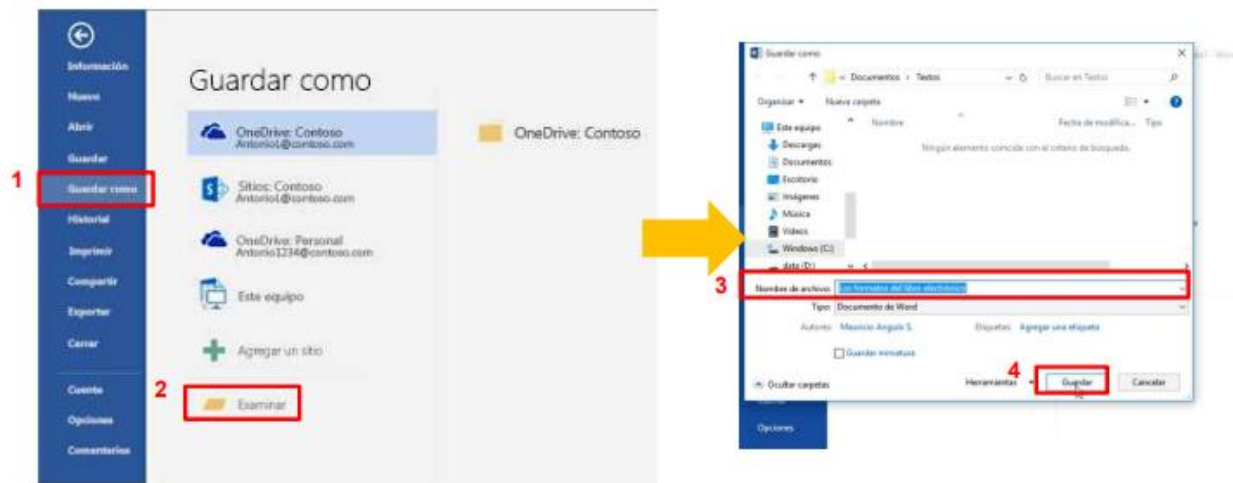 Información
Nuevo
Abrir
Guardar
1
Guardar como
Historial
Imprimir
Compartir
Exportar
Cerrar
Cuenta
Opciones
Comentarios
Guardar como
OneDrive: Contoso
AntonioL@contoso.com
Sitios: Contoso
AntonioL@contoso.com
OneDrive: Personal
Antonio1234@contoso.com
Este equipo
Agregar un sitio
2
Examinar
OneDrive: Contoso
Guardar como
« Documentos › Textos
Buscar en Textos
Organizar
Nueva carpeta
Nombre
Fecha de modifica...
Tipo
Ningún elemento coincide con el criterio de búsqueda.
Este equipo
Descargas
Documentos
Escritorio
Imágenes
Música
Vídeos
Windows (C:)
data (D:)
3
Nombre de archivo: Los formatos del libro electrónico
Tipo: Documento de Word
Autores: Mauricio Angulo S.
Etiquetas: Agregar una etiqueta
Guardar miniatura
4
Ocultar carpetas
Herramientas
Guardar
Cancelar
Opciones